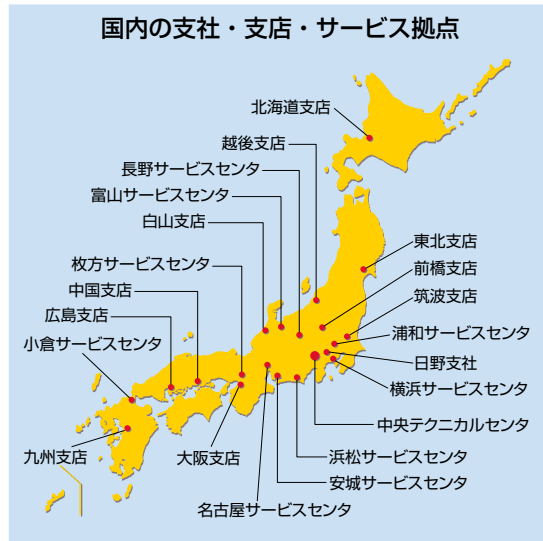 国内の支社・支店・サービス拠点
北海道支店
越後支店
長野サービスセンタ
富山サービスセンタ
白山支店
枚方サービスセンタ
中国支店
広島支店
小倉サービスセンタ
東北支店
前橋支店
筑波支店
浦和サービスセンタ
日野支社
横浜サービスセンタ
中央テクニカルセンタ
浜松サービスセンタ
安城サービスセンタ
名古屋サービスセンタ
大阪支店
九州支店